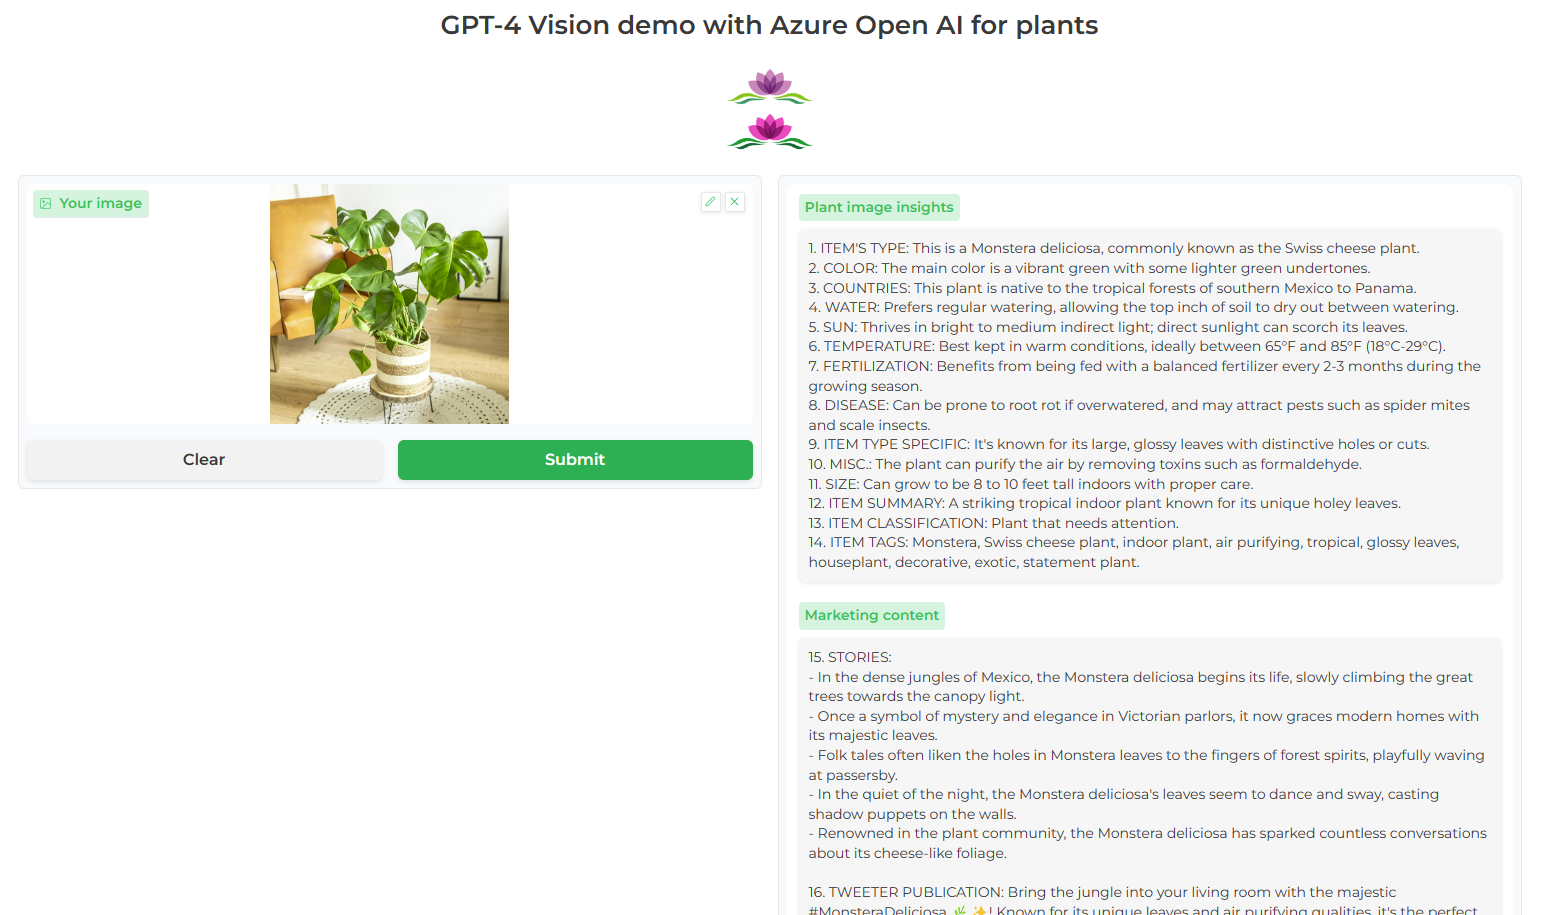 GPT-4 Vision demo with Azure Open AI for plants
Your image
Clear
Submit
Plant image insights
1. ITEM'S TYPE: This is a Monstera deliciosa, commonly known as the Swiss cheese plant.
2. COLOR: The main color is a vibrant green with some lighter green undertones.
3. COUNTRIES: This plant is native to the tropical forests of southern Mexico to Panama.
4. WATER: Prefers regular watering, allowing the top inch of soil to dry out between watering.
5. SUN: Thrives in bright to medium indirect light; direct sunlight can scorch its leaves.
6. TEMPERATURE: Best kept in warm conditions, ideally between 65°F and 85°F (18°C-29°C).
7. FERTILIZATION: Benefits from being fed with a balanced fertilizer every 2-3 months during the
growing season.
8. DISEASE: Can be prone to root rot if overwatered, and may attract pests such as spider mites
and scale insects.
9. ITEM TYPE SPECIFIC: It's known for its large, glossy leaves with distinctive holes or cuts.
10. MISC.: The plant can purify the air by removing toxins such as formaldehyde.
11. SIZE: Can grow to be 8 to 10 feet tall indoors with proper care.
12. ITEM SUMMARY: A striking tropical indoor plant known for its unique holey leaves.
13. ITEM CLASSIFICATION: Plant that needs attention.
14. ITEM TAGS: Monstera, Swiss cheese plant, indoor plant, air purifying, tropical, glossy leaves,
houseplant, decorative, exotic, statement plant.
Marketing content
15. STORIES:
- In the dense jungles of Mexico, the Monstera deliciosa begins its life, slowly climbing the great
trees towards the canopy light.
- Once a symbol of mystery and elegance in Victorian parlors, it now graces modern homes with
its majestic leaves.
- Folk tales often liken the holes in Monstera leaves to the fingers of forest spirits, playfully waving
at passersby.
- In the quiet of the night, the Monstera deliciosa's leaves seem to dance and sway, casting
shadow puppets on the walls.
- Renowned in the plant community, the Monstera deliciosa has sparked countless conversations
about its cheese-like foliage.
16. TWEETER PUBLICATION: Bring the jungle into your living room with the majestic
#MonsteraDeliciosa 🌿✨! Known for its unique leaves and air purifying qualities, it's the perfect